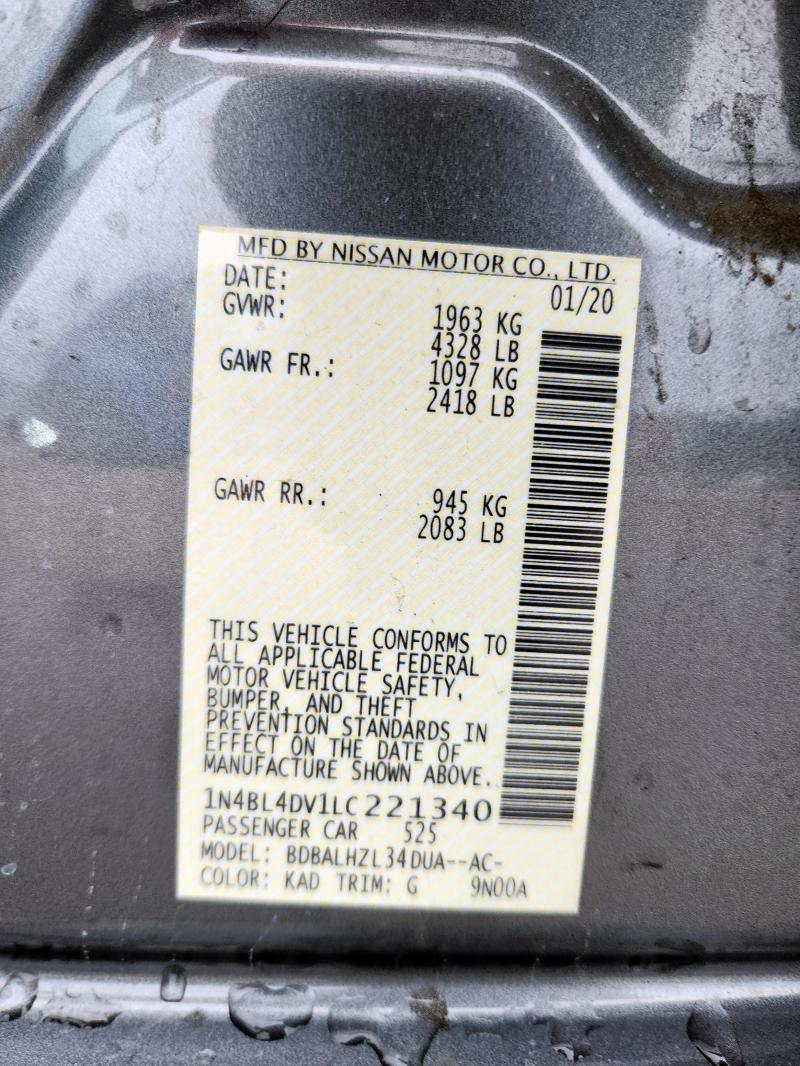 MFD BY NISSAN MOTOR CO., LTD.
DATE: 01/20
GVWR: 1963 KG
4328 LB
GAWR FR.: 1097 KG
2418 LB
GAWR RR.: 945 KG
2083 LB
THIS VEHICLE CONFORMS TO
ALL APPLICABLE FEDERAL
MOTOR VEHICLE SAFETY,
BUMPER, AND THEFT
PREVENTION STANDARDS IN
EFFECT ON THE DATE OF
MANUFACTURE SHOWN ABOVE.
1N4BL4DV1LC221340
PASSENGER CAR 525
MODEL: BDBALHZL34DUA--AC-
COLOR: KAD TRIM: G 9N00A